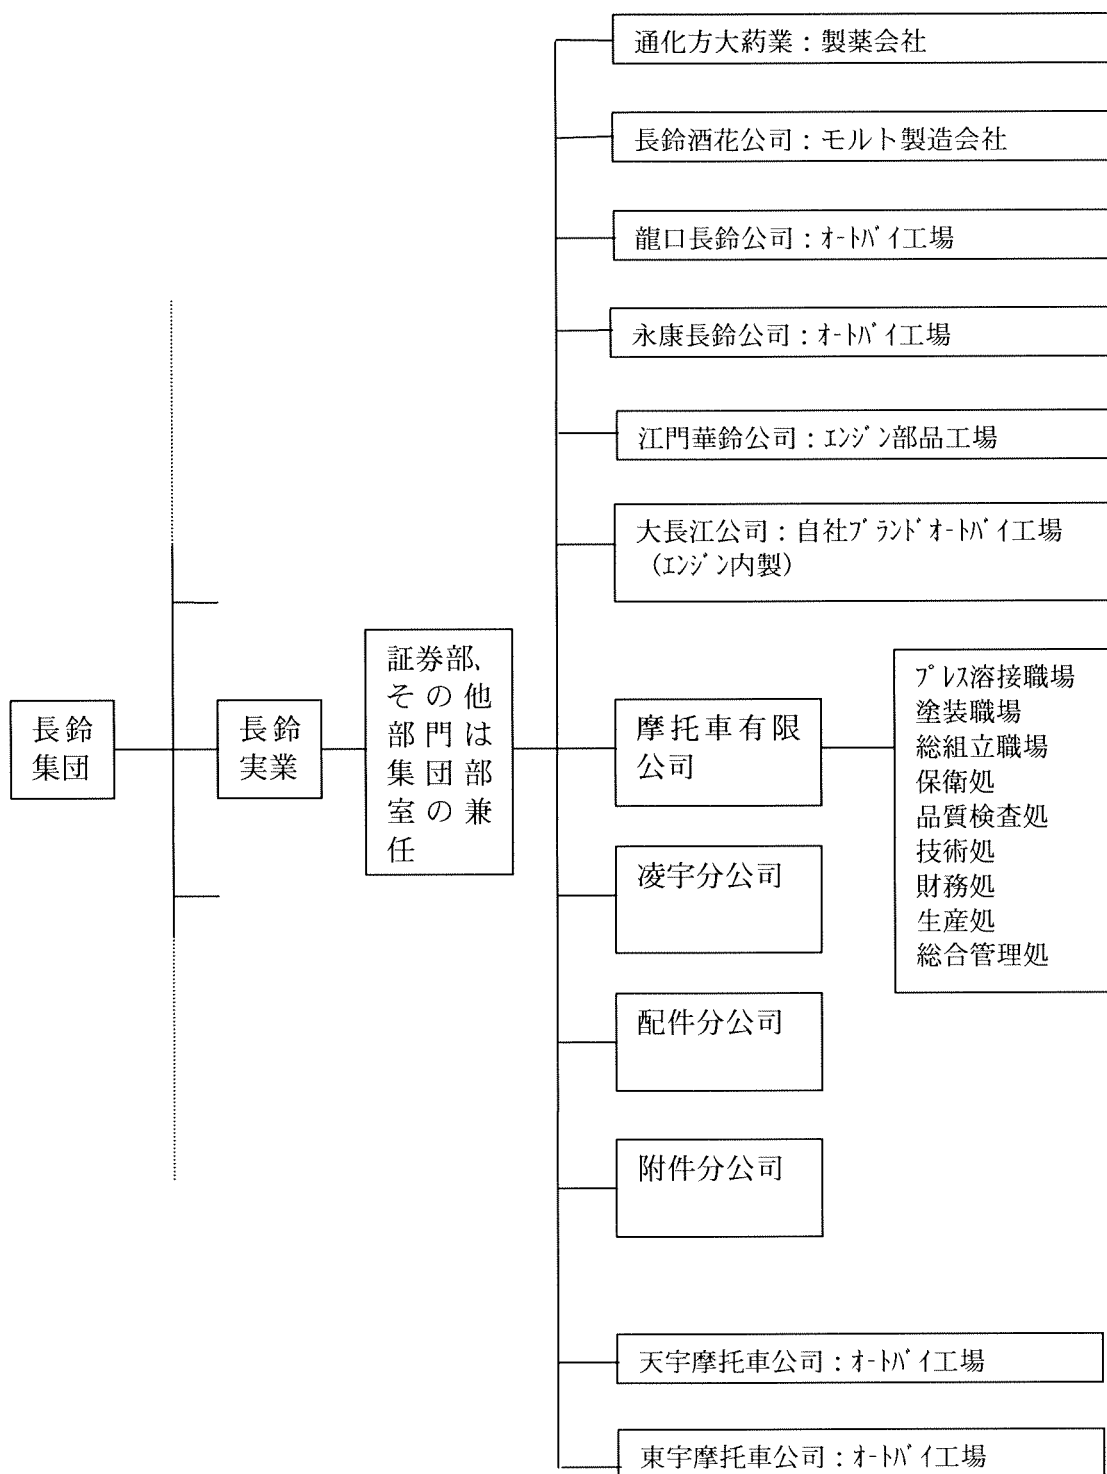 通化方大药業：製薬会社
長鈴酒花公司：モルト製造会社
龍口長鈴公司：ｵｰﾄﾊﾞｲ工場
永康長鈴公司：ｵｰﾄﾊﾞｲ工場
江門華鈴公司：ｴﾝｼﾞﾝ部品工場
大長江公司：自社ﾌﾞﾗﾝﾄﾞｵｰﾄﾊﾞｲ工場
（ｴﾝｼﾞﾝ内製）
長鈴
集団
長鈴
実業
証券部、
その他
部門は
集団部
室の兼
任
摩托車有限
公司
ﾌﾟﾚｽ溶接職場
塗装職場
総組立職場
保衛処
品質検査処
技術処
財務処
生産処
総合管理処
凌宇分公司
配件分公司
附件分公司
天宇摩托車公司：ｵｰﾄﾊﾞｲ工場
東宇摩托車公司：ｵｰﾄﾊﾞｲ工場